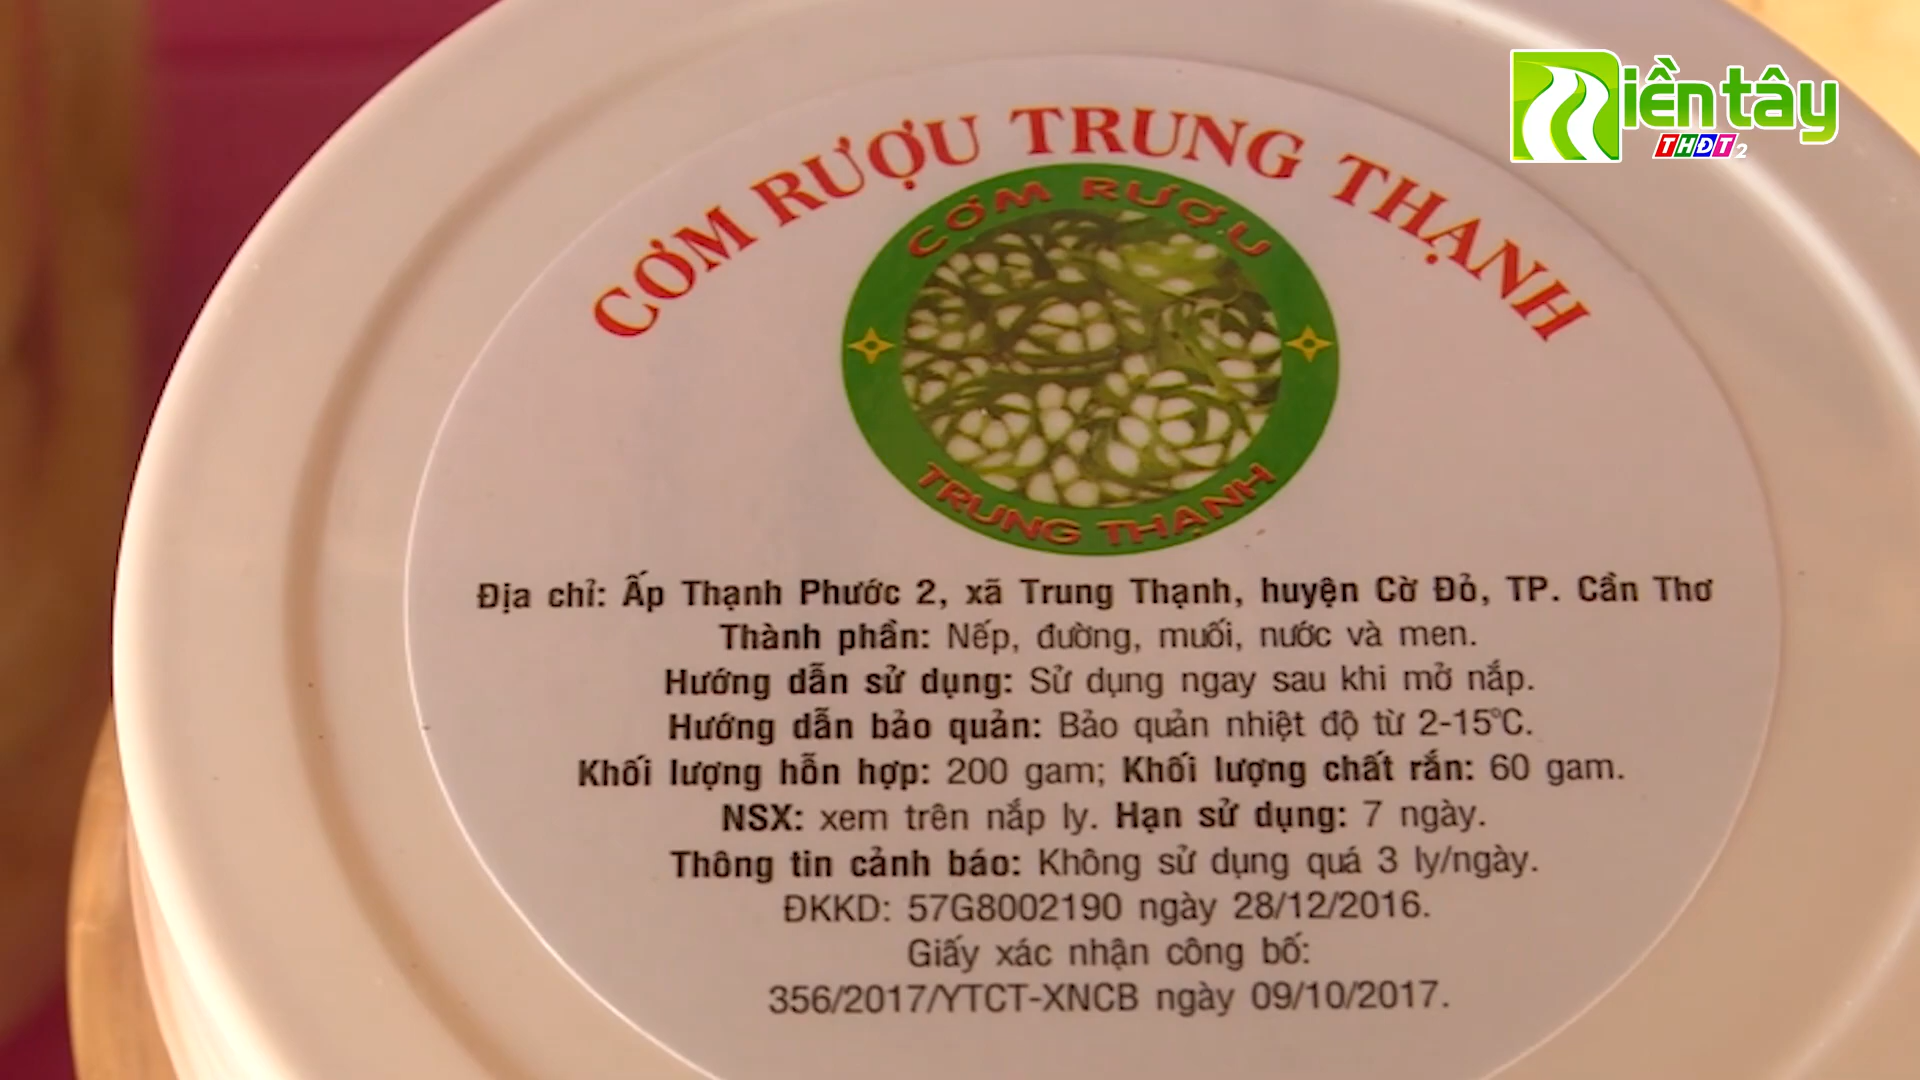 Miền tây
THĐT2
CƠM RƯỢU TRUNG THẠNH
CƠM RƯỢU
TRUNG THẠNH
Địa chỉ: Ấp Thạnh Phước 2, xã Trung Thạnh, huyện Cờ Đỏ, TP. Cần Thơ
Thành phần: Nếp, đường, muối, nước và men.
Hướng dẫn sử dụng: Sử dụng ngay sau khi mở nắp.
Hướng dẫn bảo quản: Bảo quản nhiệt độ từ 2-15°C.
Khối lượng hỗn hợp: 200 gam; Khối lượng chất rắn: 60 gam.
NSX: xem trên nắp ly. Hạn sử dụng: 7 ngày.
Thông tin cảnh báo: Không sử dụng quá 3 ly/ngày.
ĐKKD: 57G8002190 ngày 28/12/2016.
Giấy xác nhận công bố:
356/2017/YTCT-XNCB ngày 09/10/2017.